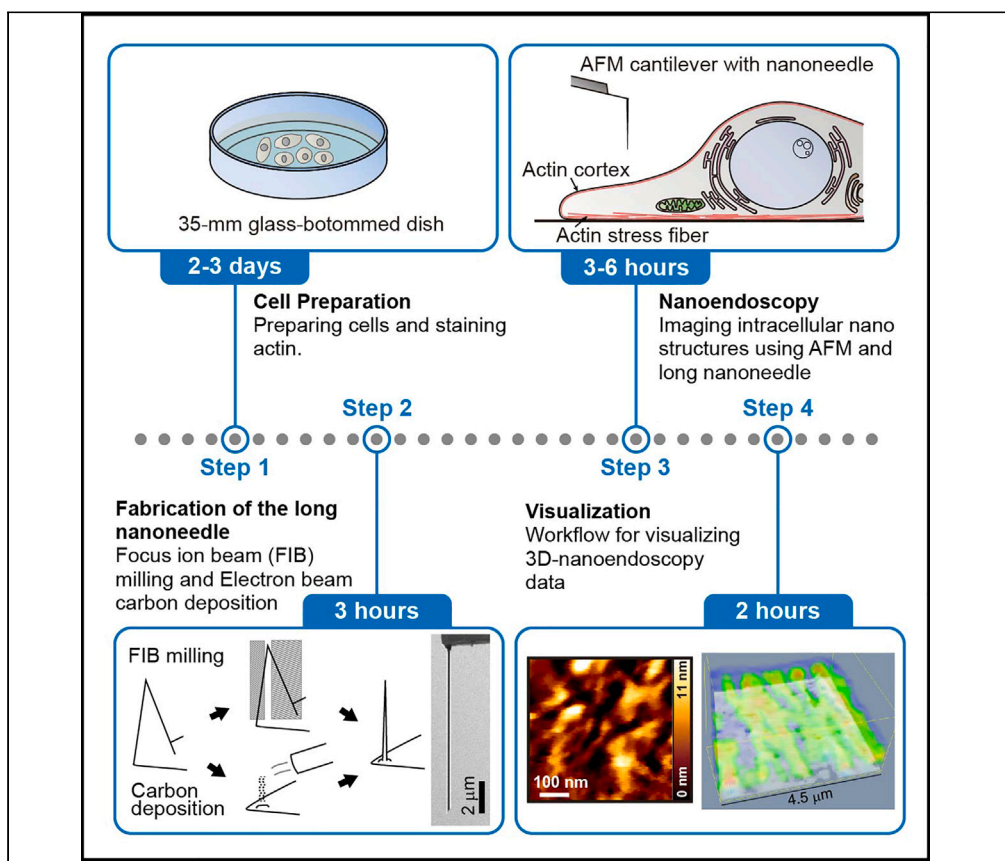 AFM cantilever with nanoneedle
Actin cortex
35-mm glass-botommed dish
Actin stress fiber
2-3 days
3-6 hours
Cell Preparation
Preparing cells and staining
actin.
Nanoendoscopy
Imaging intracellular nano
structures using AFM and
long nanoneedle
Step 2
Step 4
Step 1
Step 3
Fabrication of the long
nanoneedle
Focus ion beam (FIB)
milling and Electron beam
carbon deposition
Visualization
Workflow for visualizing
3D-nanoendoscopy
data
3 hours
2 hours
FIB milling
Carbon
deposition
2 μm
100 nm
11 nm
0 nm
4.5 μm